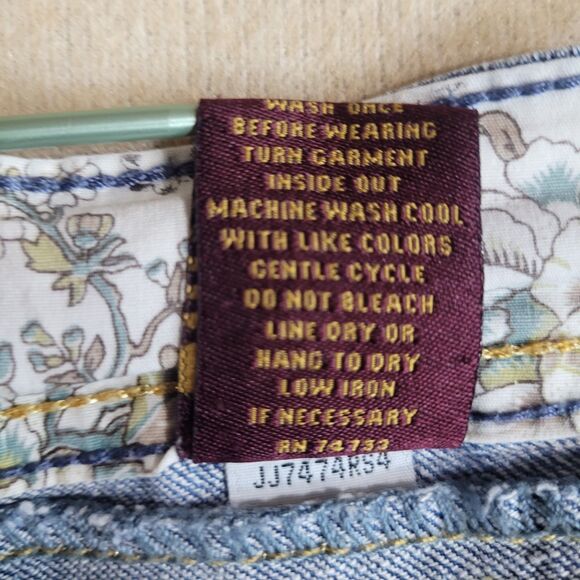 WASH ONCE
BEFORE WEARING
TURN GARMENT
INSIDE OUT
MACHINE WASH COOL
WITH LIKE COLORS
GENTLE CYCLE
DO NOT BLEACH
LINE DRY OR
HANG TO DRY
LOW IRON
IF NECESSARY
RN 74733
JJ7474RS4